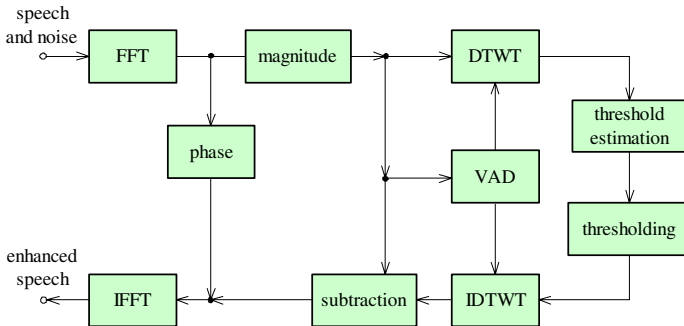 speech
and noise
FFT
magnitude
DTWT
threshold
estimation
phase
VAD
thresholding
enhanced
speech
IFFT
subtraction
IDTWT